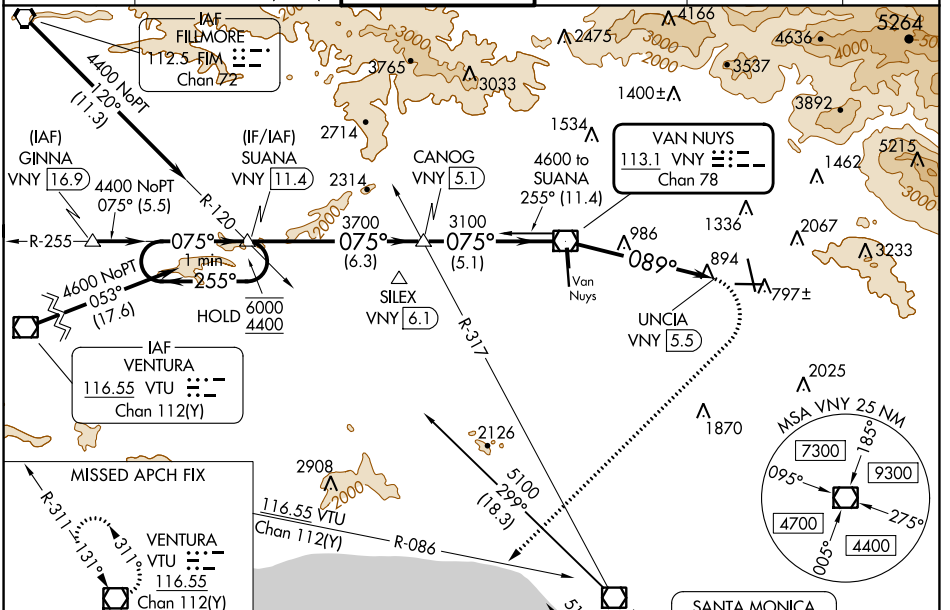 IAF
FILLMORE
112.5 FIM
Chan 72
4400 NoPT
120°
(11.3)
R-120
3000
3765
3033
2714
2314
2475
4166
4636
5264
4000
3000
2000
3537
1400±
3892
1534
5215
1462
1336
2067
3233
986
894
797±
VAN NUYS
113.1 VNY
Chan 78
(IAF)
GINNA
VNY 16.9
4400 NoPT
075° (5.5)
(IF/IAF)
SUANA
VNY 11.4
CANOG
VNY 5.1
4600 to
SUANA
255° (11.4)
R-255
075°
1 min
255°
3700
075°
(6.3)
3100
075°
(5.1)
089°
Van
Nuys
4600 NoPT
053°
(17.6)
HOLD
6000
4400
SILEX
VNY 6.1
R-317
UNCIA
VNY 5.5
IAF
VENTURA
116.55 VTU
Chan 112(Y)
2025
1870
2126
2908
2000
5100
299°
(18.3)
116.55 VTU
Chan 112(Y)
R-086
MSA VNY 25 NM
7300
185°
095°
9300
4700
275°
005°
4400
MISSED APCH FIX
R-311
131°
311°
VENTURA
VTU
116.55
Chan 112(Y)
SANTA MONICA